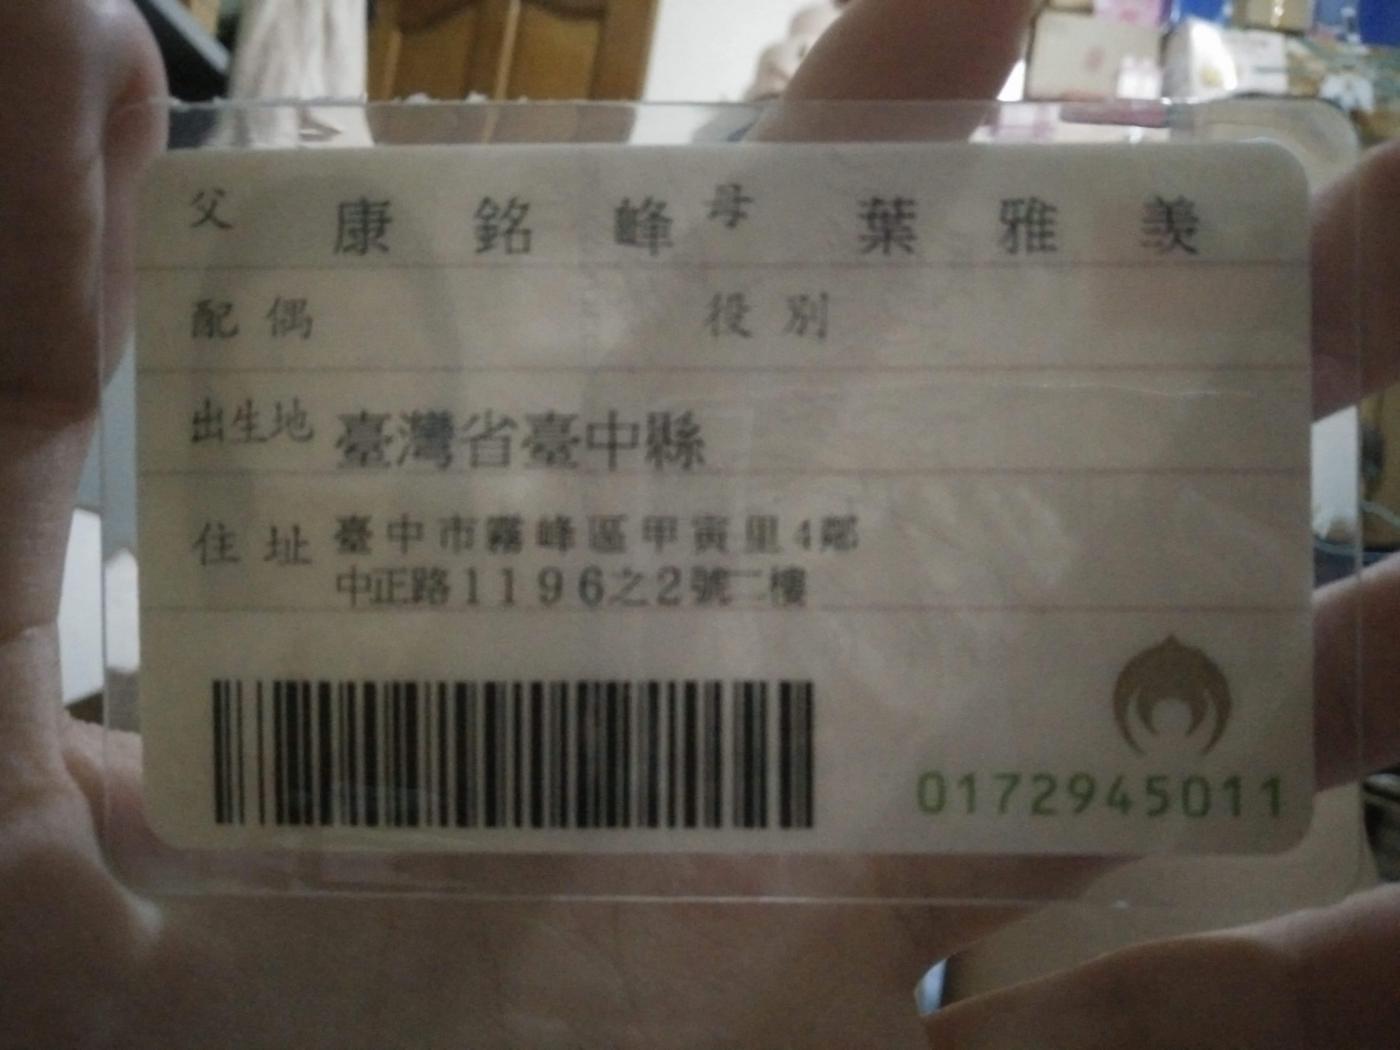 父 康銘峰 母 葉雅羨
配偶 役別
出生地 臺灣省臺中縣
住址 臺中市霧峰區甲寅里4鄰
中正路1196之2號二樓
0172945011